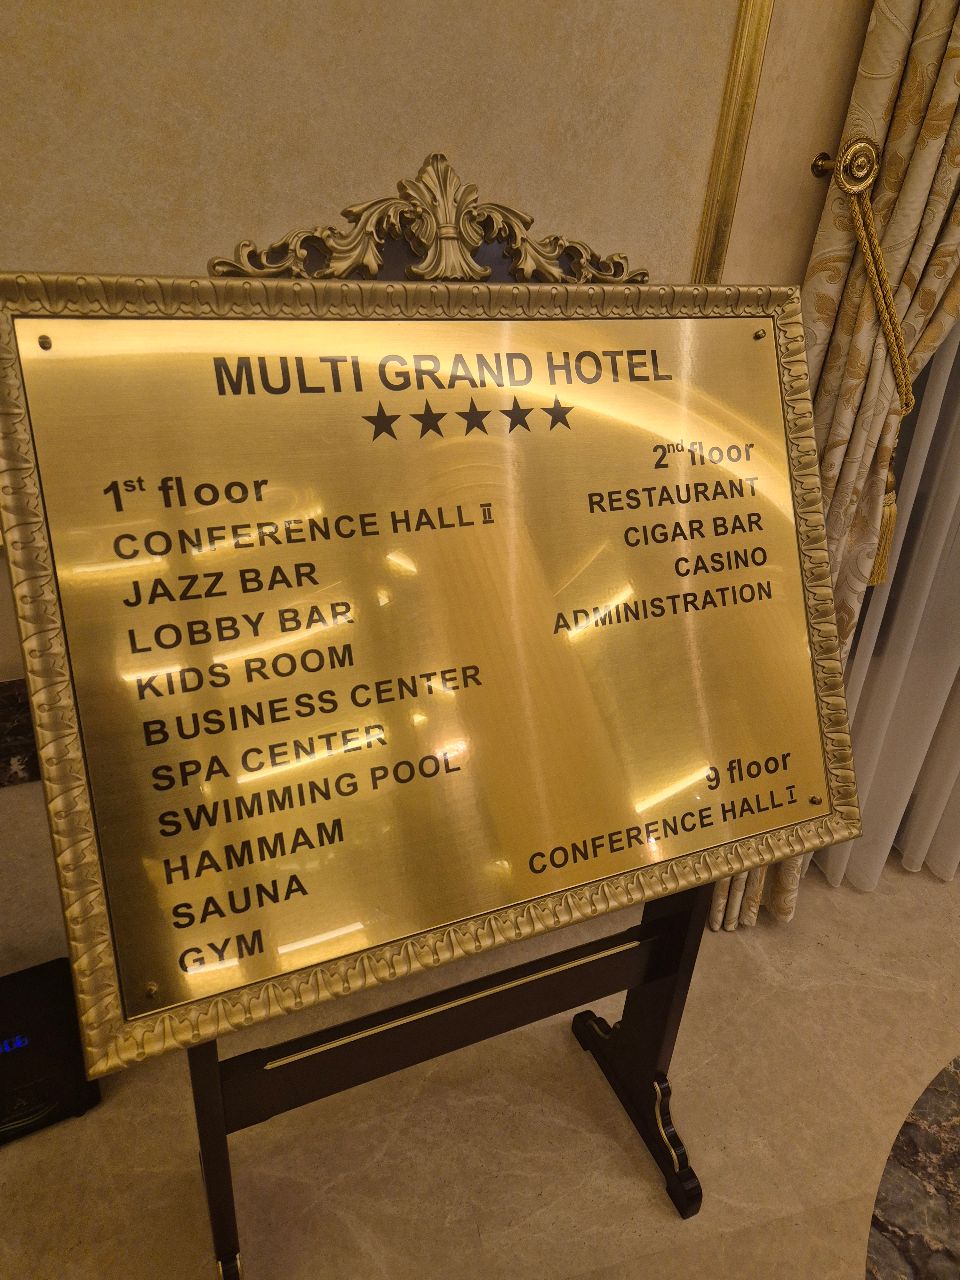 MULTI GRAND HOTEL
★★★★★
1st floor
CONFERENCE HALL II
JAZZ BAR
LOBBY BAR
KIDS ROOM
BUSINESS CENTER
SPA CENTER
SWIMMING POOL
HAMMAM
SAUNA
GYM
2nd floor
RESTAURANT
CIGAR BAR
CASINO
ADMINISTRATION
9 floor
CONFERENCE HALL I